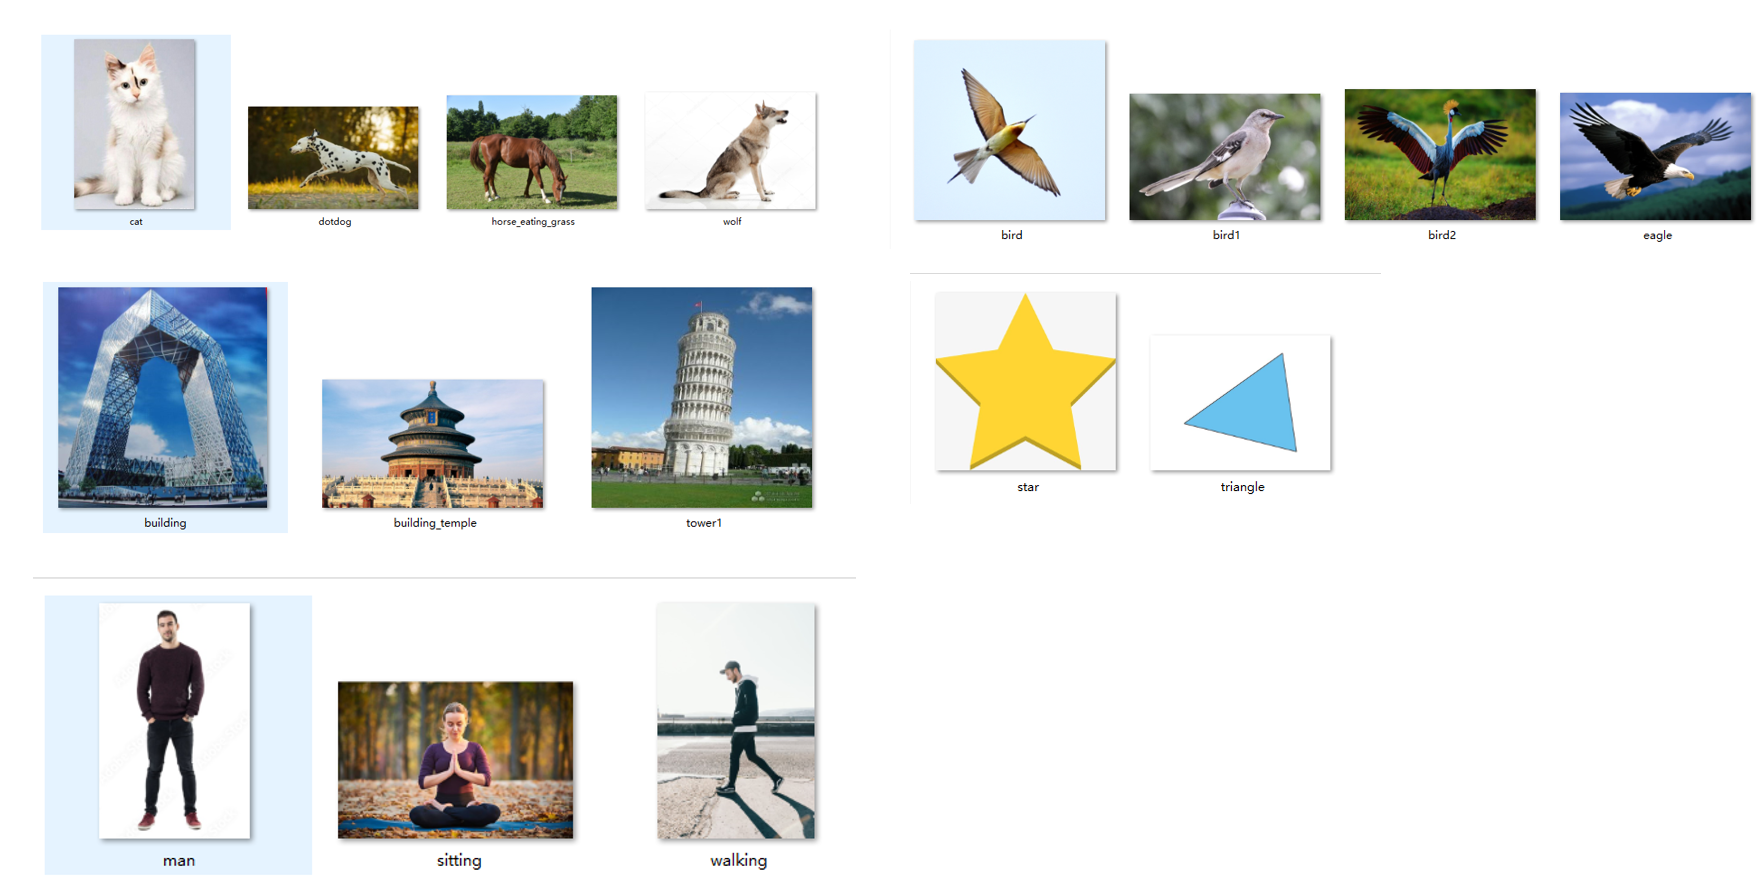 cat
dotdog
horse_eating_grass
wolf
bird
bird1
bird2
eagle
building
building_temple
tower1
star
triangle
man
sitting
walking